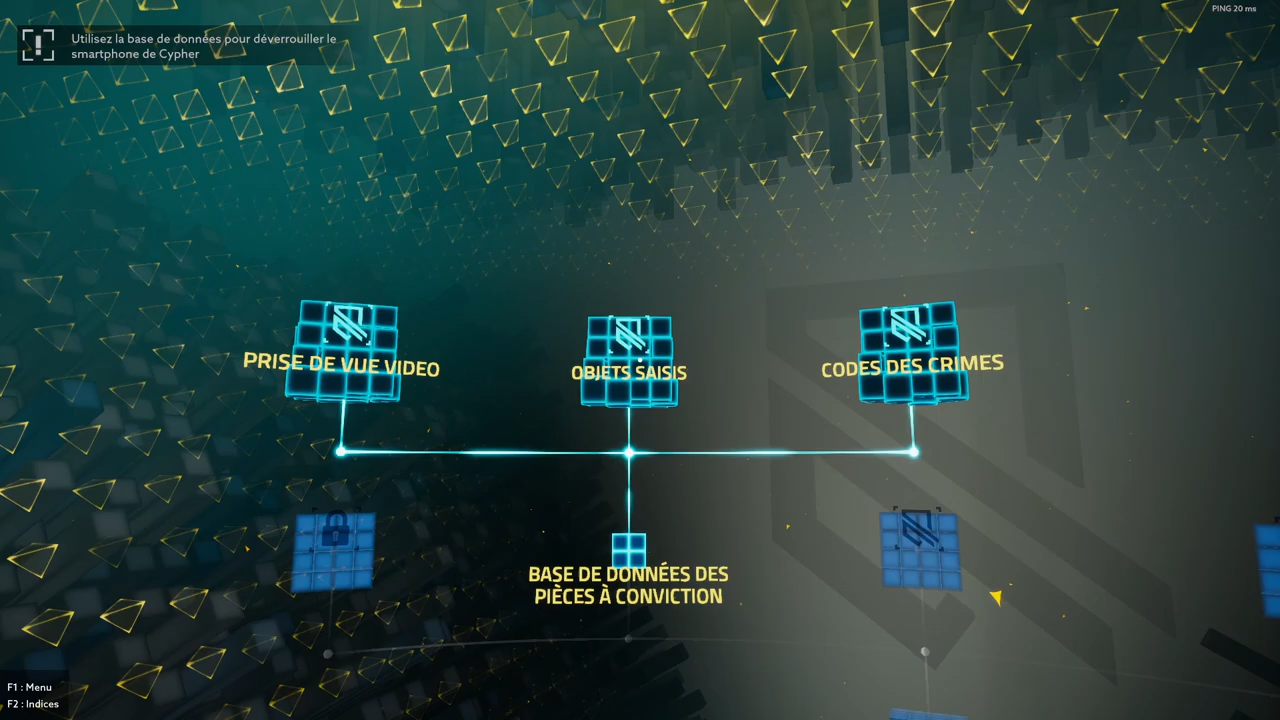 PING 20 ms
Utilisez la base de données pour déverrouiller le
smartphone de Cypher
PRISE DE VUE VIDEO
OBJETS SAISIS
CODES DES CRIMES
BASE DE DONNÉES DES
PIÈCES À CONVICTION
F1 : Menu
F2 : Indices